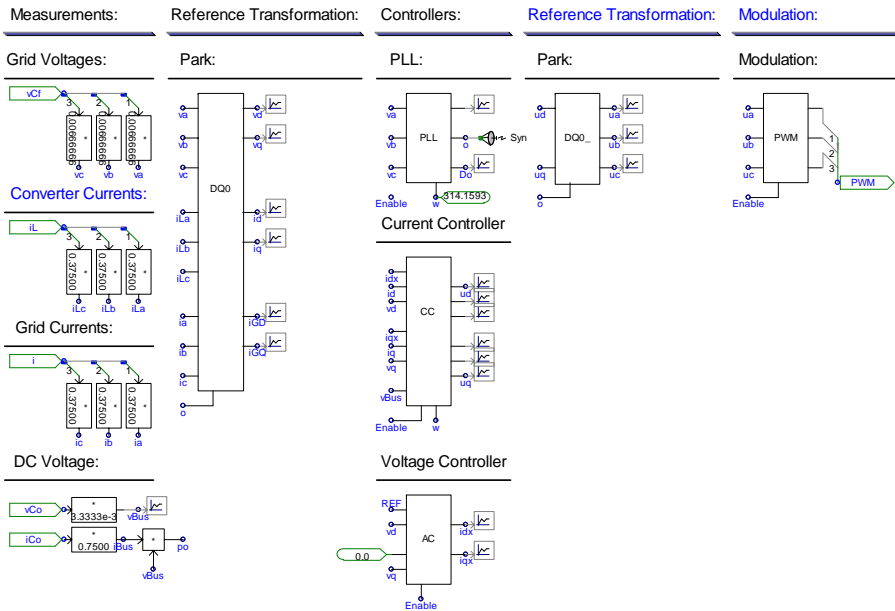 Measurements:
Reference Transformation:
Controllers:
Reference Transformation:
Modulation:
Grid Voltages:
Park:
PLL:
Park:
Modulation:
vCf
3
2
1
0.00666666
0.00666666
0.00666666
*
*
*
vc
vb
va
Converter Currents:
iL
3
2
1
0.37500
0.37500
0.37500
*
*
*
iLc
iLb
iLa
Grid Currents:
i
3
2
1
0.37500
0.37500
0.37500
*
*
*
ic
ib
ia
DC Voltage:
vCo
*
3.3333e-3
vBus
iCo
*
0.7500
iBus
*
po
vBus
va
vb
vc
DQ0
iLa
iLb
iLc
ia
ib
ic
o
vd
vq
id
iq
iGD
iGQ
va
vb
vc
PLL
o
Syn
Do
Enable
w
314.1593
Current Controller
idx
id
vd
CC
iqx
iq
vq
vBus
ud
uq
Enable
w
Voltage Controller
REF
vd
AC
0.0
vq
idx
iqx
Enable
ud
uq
DQ0_
o
ua
ub
uc
ua
ub
uc
PWM
Enable
1
2
3
PWM